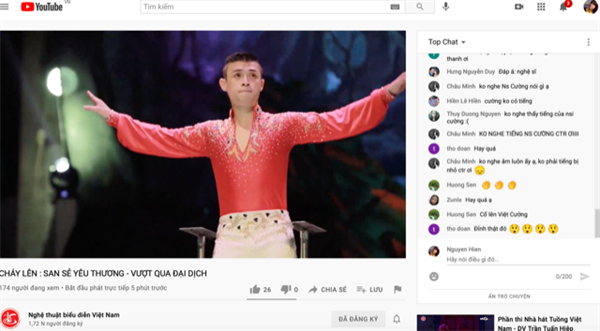 YouTube VN
Tìm kiếm
3
CHÁY LÊN : SAN SẺ YÊU THƯƠNG - VƯỢT QUA ĐẠI DỊCH
174 người đang xem • Bắt đầu phát trực tiếp 5 phút trước
26
0
CHIA SẺ
LƯU
Nghệ thuật biểu diễn Việt Nam
1,72 N người đăng ký
ĐÃ ĐĂNG KÝ
Top Chat
thanh ơi
Hưng Nguyễn Duy Đáp á: nghệ sĩ
Châu Minh ko nghe Ns Cường nói gì ạ
Hiền Lê Hiền cường ko có tiếng
Thuy Duong Nguyen ko nghe thấy tiếng của nsi
cường :(
Châu Minh KO NGHE TIẾNG NS CƯỜNG CTR ƠIIII
t tho doan Hay quá
Châu Minh ko nghe âm luôn ấy ạ, ko phải tiếng bị
nhỏ ctr ơi 😞
Huong Sen 👏 👏 👏
Zunle Hay quá ạ
Huong Sen Cố lên Việt Cường
t tho doan Đỉnh thật đó 😲 😲 😲 😲
Nguyen Hien
Hãy nói điều gì đó...
0/200
ẨN TRÒ CHUYỆN
Phần thi Nhà hát Tuồng Việt
Nam - DV Trần Tuấn Hiệp